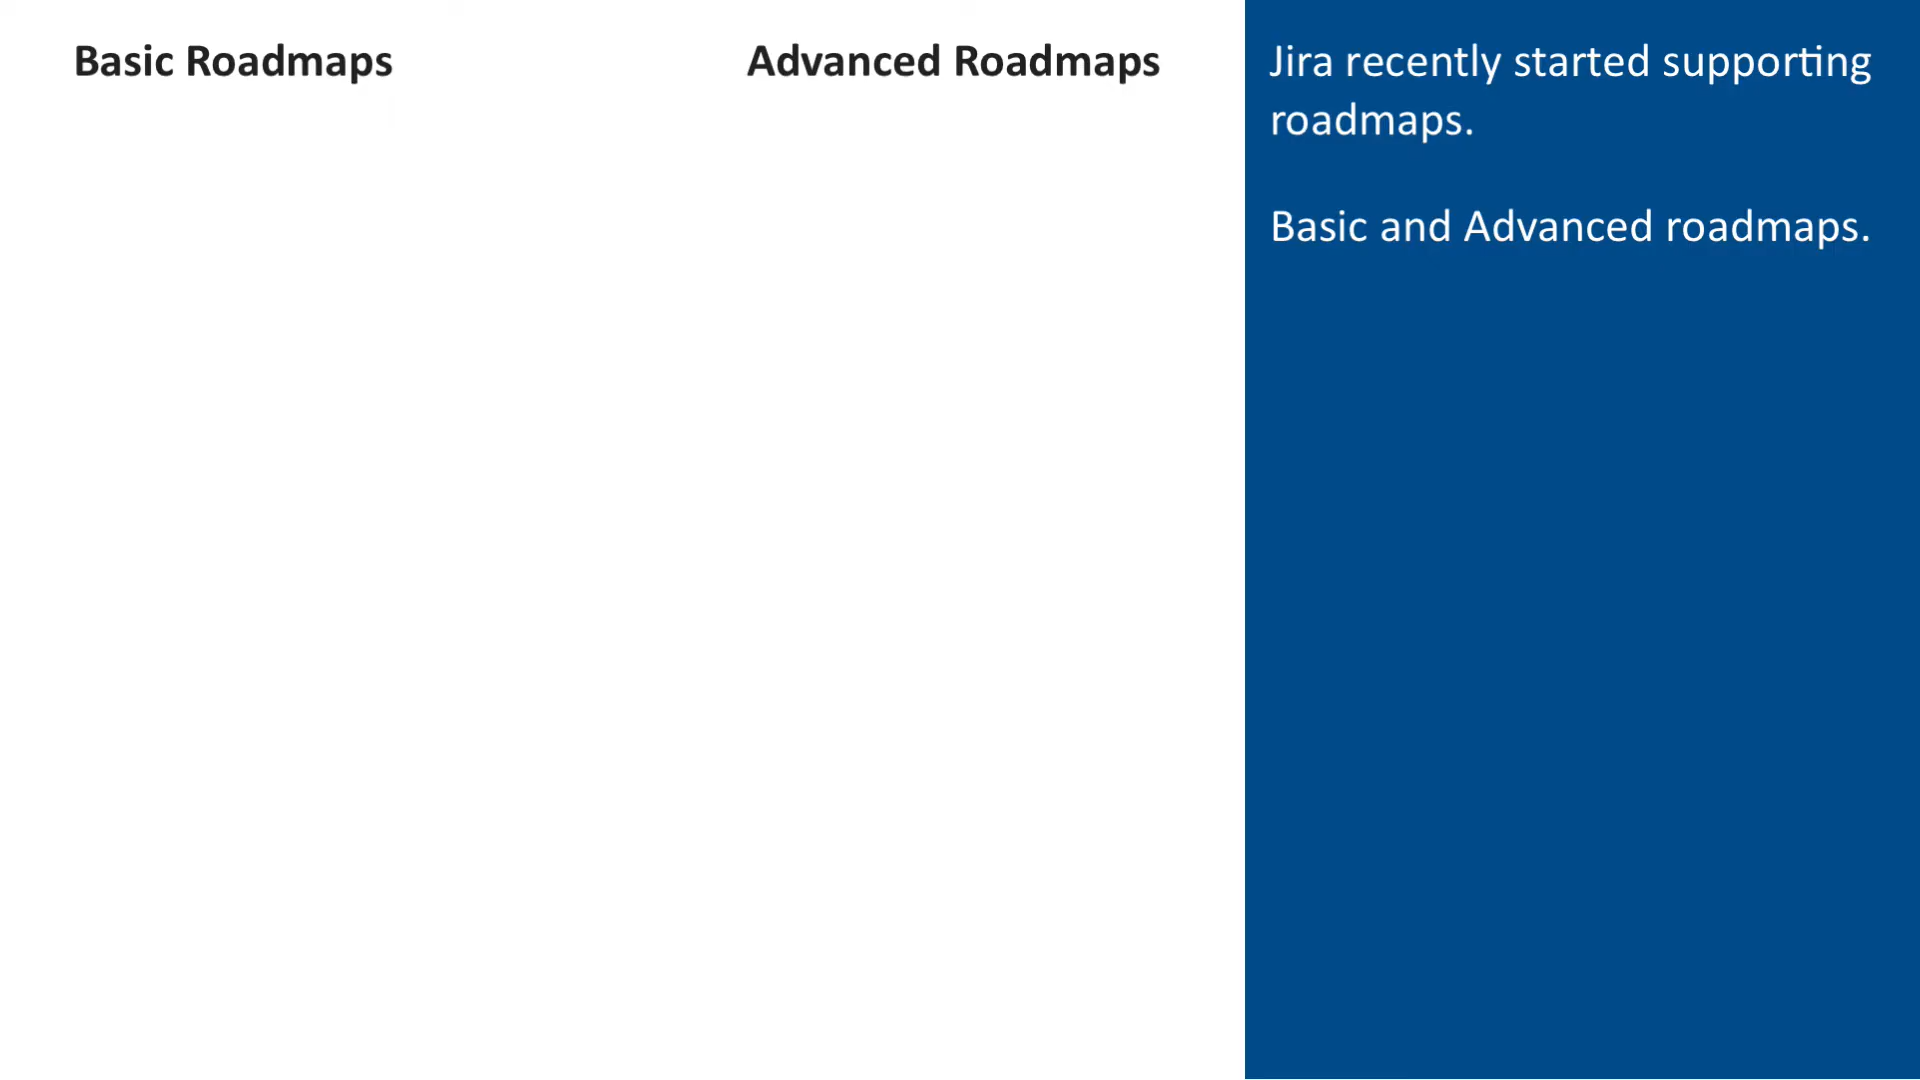 Basic Roadmaps
Advanced Roadmaps
Jira recently started supporting
roadmaps.
Basic and Advanced roadmaps.